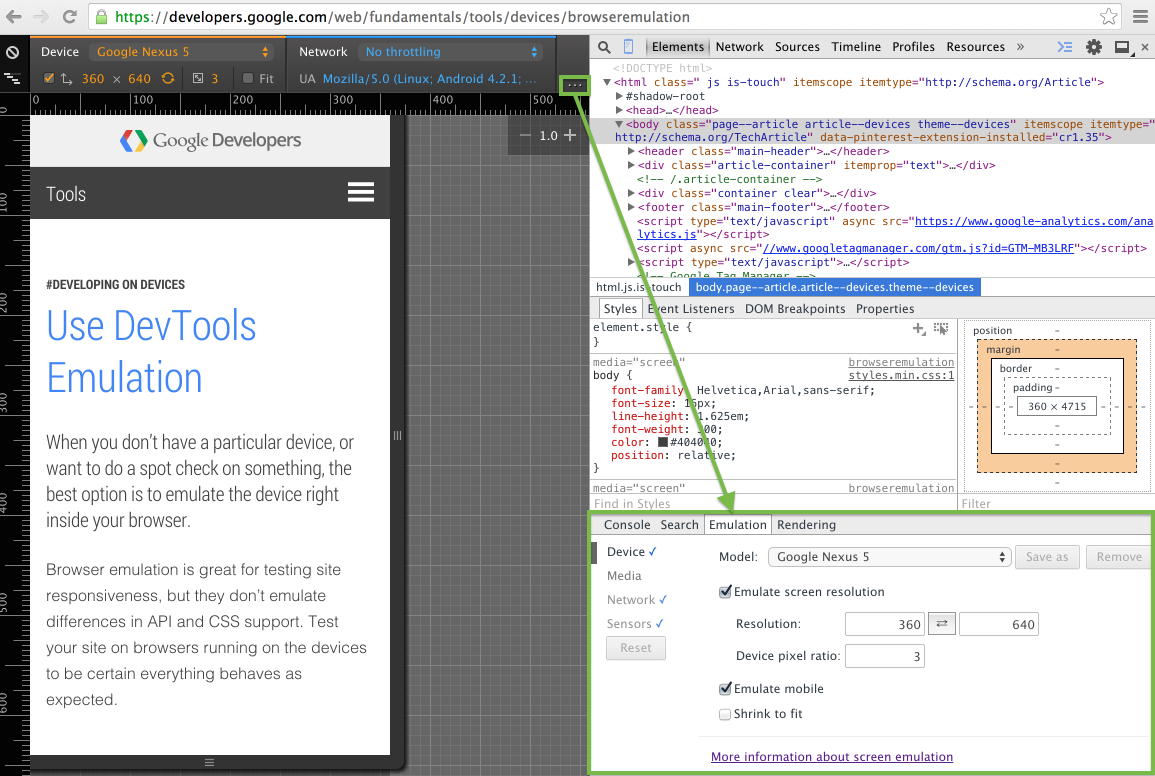 https://developers.google.com/web/fundamentals/tools/devices/browseremulation
Device Google Nexus 5
Network No throttling
360 × 640 3 Fit
UA Mozilla/5.0 (Linux; Android 4.2.1; ...
...
0 100 200 300 400 500
− 1.0 +
0
100
200
300
400
500
600
Google Developers
Tools
#DEVELOPING ON DEVICES
Use DevTools
Emulation
When you don't have a particular device, or
want to do a spot check on something, the
best option is to emulate the device right
inside your browser.
Browser emulation is great for testing site
responsiveness, but they don't emulate
differences in API and CSS support. Test
your site on browsers running on the devices
to be certain everything behaves as
expected.
Elements Network Sources Timeline Profiles Resources »
<!DOCTYPE html>
<html class=" js is-touch" itemscope itemtype="http://schema.org/Article">
#shadow-root
<head>…</head>
<body class="page--article article--devices theme--devices" itemscope itemtype="
http://schema.org/TechArticle" data-pinterest-extension-installed="cr1.35">
<header class="main-header">…</header>
<div class="article-container" itemprop="text">…</div>
<!-- /.article-container -->
<div class="container clear">…</div>
<footer class="main-footer">…</footer>
<script type="text/javascript" async src="https://www.google-analytics.com/ana
lytics.js"></script>
<script async src="//www.googletagmanager.com/gtm.js?id=GTM-MB3LRF"></script>
<script type="text/javascript">…</script>
<!-- Google Tag Manager -->
html.js.is-touch body.page--article.article--devices.theme--devices
Styles Event Listeners DOM Breakpoints Properties
element.style {
}
media="screen" browseremulation
body { styles.min.css:1
font-family: Helvetica,Arial,sans-serif;
font-size: 16px;
line-height: 1.625em;
font-weight: 300;
color: #404040;
position: relative;
}
media="screen" browseremulation
Find in Styles
position –
margin –
border –
padding –
– – – – 360 × 4715 – – – –
–
–
–
–
Filter
Console Search Emulation Rendering
Device ✓
Media
Network ✓
Sensors ✓
Reset
Model: Google Nexus 5 Save as Remove
Emulate screen resolution
Resolution: 360 640
Device pixel ratio: 3
Emulate mobile
Shrink to fit
More information about screen emulation